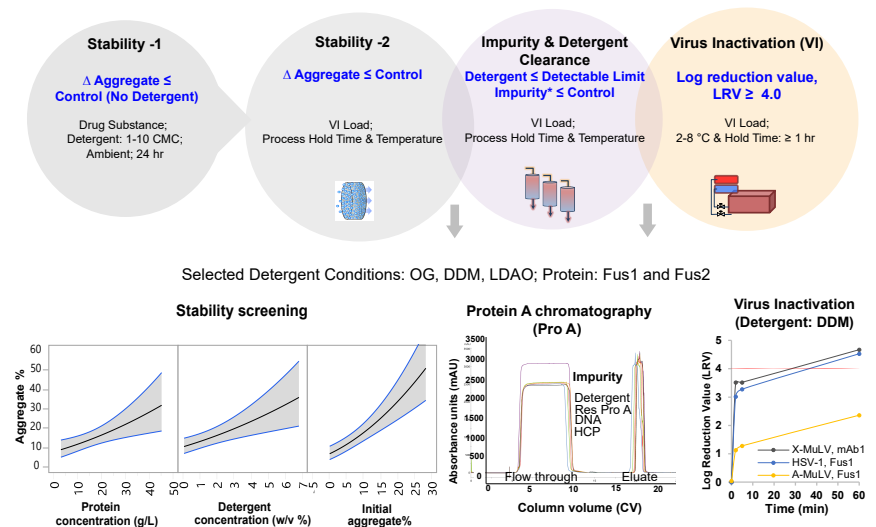 Stability -1
Δ Aggregate ≤
Control (No Detergent)
Drug Substance;
Detergent: 1-10 CMC;
Ambient; 24 hr
Stability -2
Δ Aggregate ≤ Control
VI Load;
Process Hold Time & Temperature
Impurity & Detergent
Clearance
Detergent ≤ Detectable Limit
Impurity* ≤ Control
VI Load;
Process Hold Time & Temperature
Virus Inactivation (VI)
Log reduction value,
LRV ≥ 4.0
VI Load;
2-8 °C & Hold Time: ≥ 1 hr
Selected Detergent Conditions: OG, DDM, LDAO; Protein: Fus1 and Fus2
Stability screening
Aggregate %
60
50
40
30
20
10
0
0 10 20 30 40 50
Protein
concentration (g/L)
0 1 2 3 4 5 6 7
Detergent
concentration (w/v %)
-5 0 5 10 15 20 25 30
Initial
aggregate%
Protein A chromatography
(Pro A)
Absorbance units (mAU)
3500
3000
2500
2000
1500
1000
500
0
Impurity
Detergent
Res Pro A
DNA
HCP
Flow through
Eluate
0 5 10 15 20
Column volume (CV)
Virus Inactivation
(Detergent: DDM)
Log Reduction Value (LRV)
5
4
3
2
1
0
X-MuLV, mAb1
HSV-1, Fus1
A-MuLV, Fus1
0 10 20 30 40 50 60
Time (min)